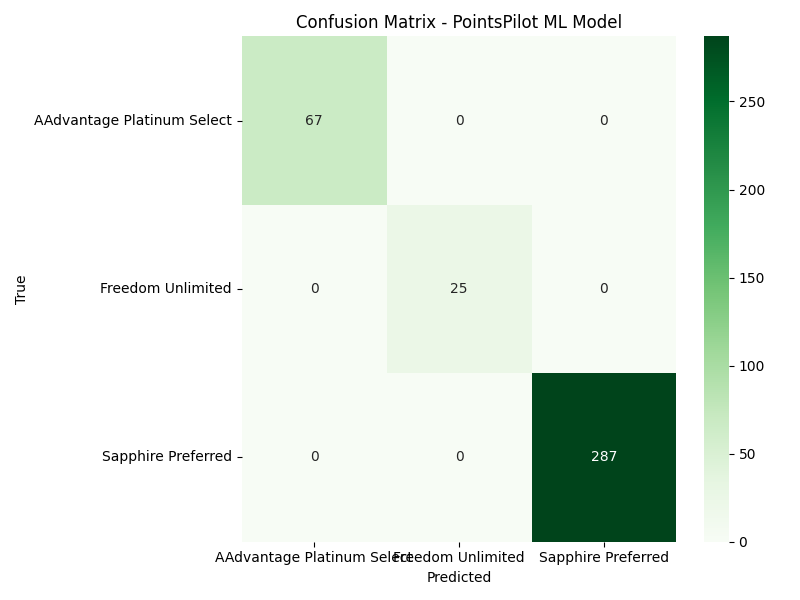 Confusion Matrix - PointsPilot ML Model
AAdvantage Platinum Select
67
0
0
Freedom Unlimited
0
25
0
Sapphire Preferred
0
0
287
True
AAdvantage Platinum Select
Freedom Unlimited
Sapphire Preferred
Predicted
250
200
150
100
50
0